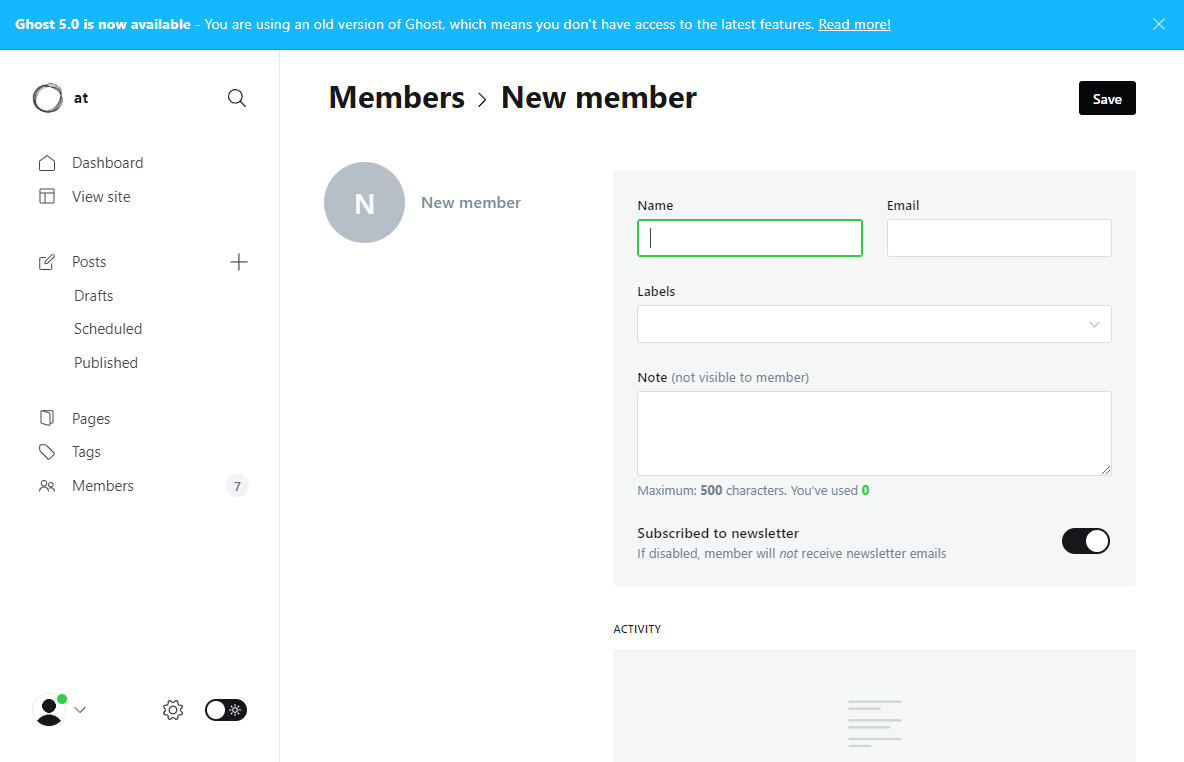 Ghost 5.0 is now available - You are using an old version of Ghost, which means you don't have access to the latest features. Read more!
at
Dashboard
View site
Posts
Drafts
Scheduled
Published
Pages
Tags
Members 7
Members > New member
Save
N
New member
Name
Email
Labels
Note (not visible to member)
Maximum: 500 characters. You've used 0
Subscribed to newsletter
If disabled, member will not receive newsletter emails
ACTIVITY